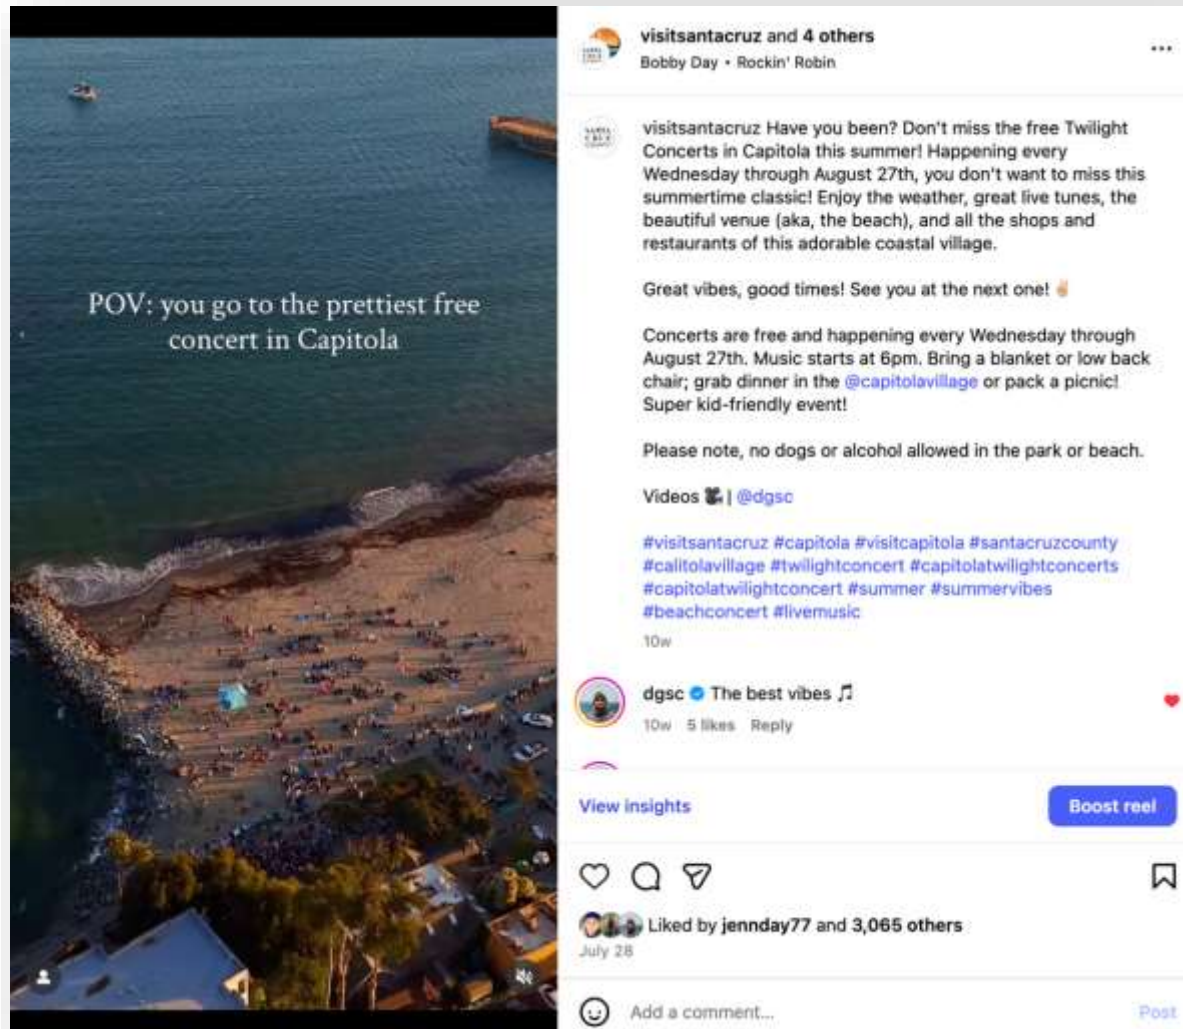 POV: you go to the prettiest free
concert in Capitola
visitsantacruz and 4 others
Bobby Day • Rockin' Robin
visitsantacruz Have you been? Don't miss the free Twilight
Concerts in Capitola this summer! Happening every
Wednesday through August 27th, you don't want to miss this
summertime classic! Enjoy the weather, great live tunes, the
beautiful venue (aka, the beach), and all the shops and
restaurants of this adorable coastal village.
Great vibes, good times! See you at the next one! ✌🏼
Concerts are free and happening every Wednesday through
August 27th. Music starts at 6pm. Bring a blanket or low back
chair; grab dinner in the @capitolavillage or pack a picnic!
Super kid-friendly event!
Please note, no dogs or alcohol allowed in the park or beach.
Videos 🎥 | @dgsc
#visitsantacruz #capitola #visitcapitola #santacruzcounty
#calitolavillage #twilightconcert #capitolatwilightconcerts
#capitolatwilightconcert #summer #summervibes
#beachconcert #livemusic
10w
dgsc The best vibes 🎵
10w 5 likes Reply
View insights
Boost reel
Liked by jennday77 and 3,065 others
July 28
Add a comment...
Post